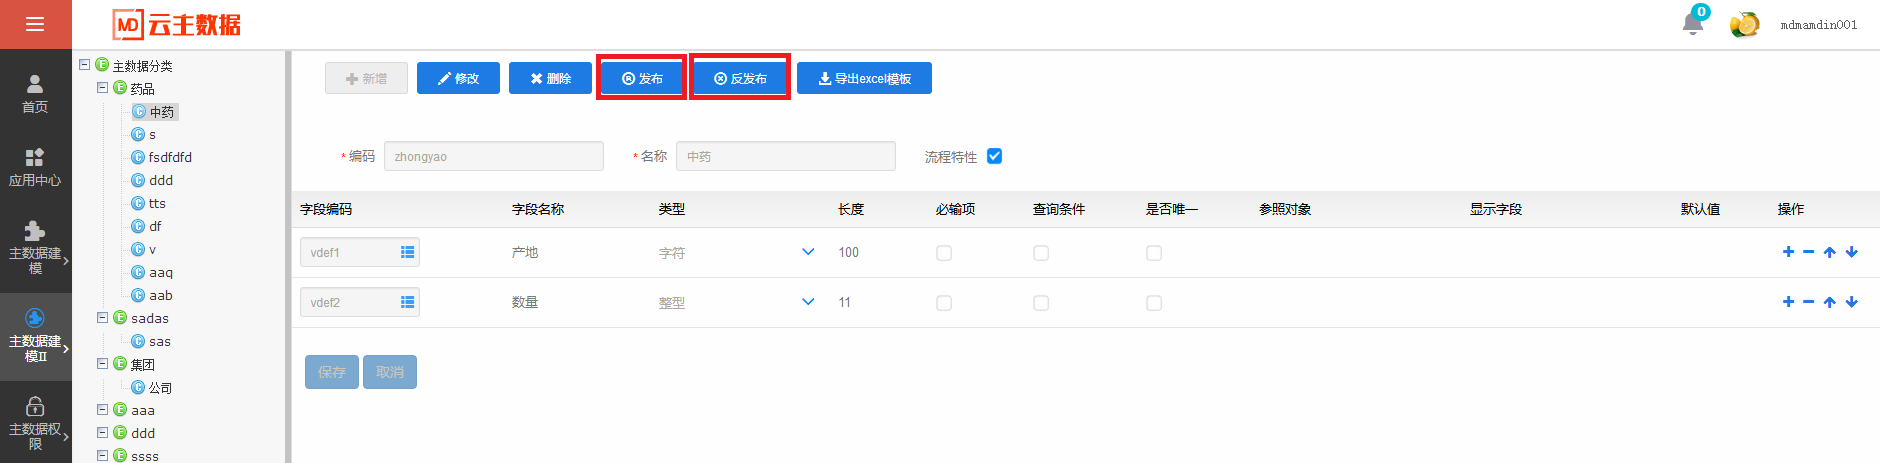 MD 云主数据
0
mdmamdin001
首页
应用中心
主数据建
模
主数据建
模II
主数据权
限
主数据分类
药品
中药
s
fsdfdfd
ddd
tts
df
v
aaq
aab
sadas
sas
集团
公司
aaa
ddd
ssss
新增 修改 删除 发布 反发布 导出excel模板
* 编码 zhongyao * 名称 中药 流程特性
字段编码 字段名称 类型 长度 必输项 查询条件 是否唯一 参照对象 显示字段 默认值 操作
vdef1 产地 字符 100
vdef2 数量 整型 11
保存 取消